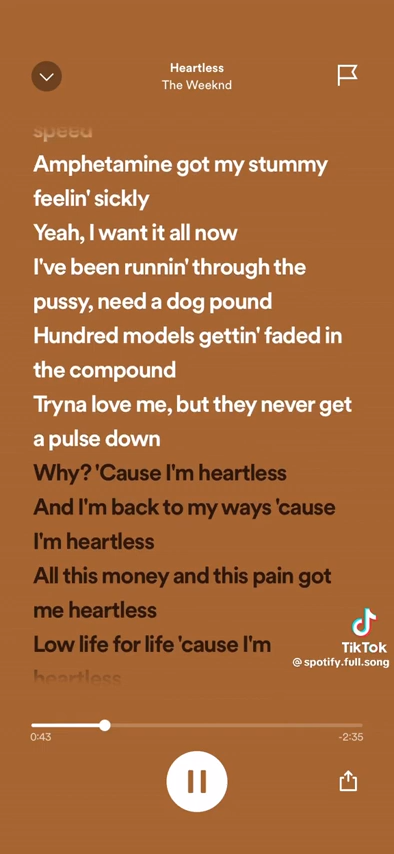 Heartless
The Weeknd
speed
Amphetamine got my stummy
feelin' sickly
Yeah, I want it all now
I've been runnin' through the
pussy, need a dog pound
Hundred models gettin' faded in
the compound
Tryna love me, but they never get
a pulse down
Why? 'Cause I'm heartless
And I'm back to my ways 'cause
I'm heartless
All this money and this pain got
me heartless
Low life for life 'cause I'm
heartless
TikTok
@spotify.full.song
0:43
-2:35